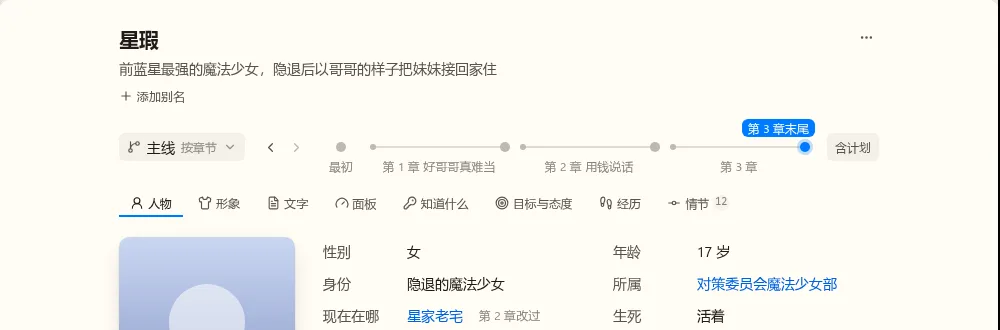 星瑕
前蓝星最强的魔法少女，隐退后以哥哥的样子把妹妹接回家住
添加别名
第 3 章末尾
主线 按章节
含计划
最初 第 1 章 好哥哥真难当 第 2 章 用钱说话 第 3 章
人物 形象 文字 面板 知道什么 目标与态度 经历 情节 12
性别 女 年龄 17 岁
身份 隐退的魔法少女 所属 对策委员会魔法少女部
现在在哪 星家老宅 第 2 章改过 生死 活着